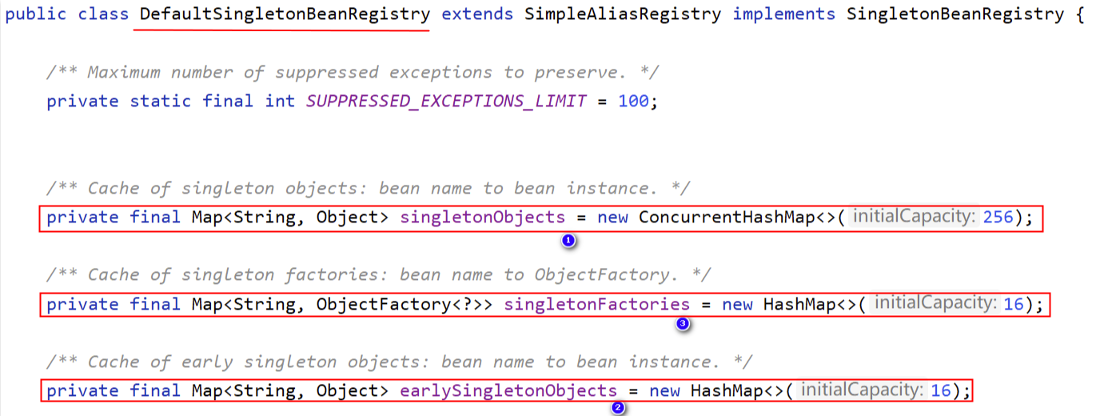 public class DefaultSingletonBeanRegistry extends SimpleAliasRegistry implements SingletonBeanRegistry {
/** Maximum number of suppressed exceptions to preserve. */
private static final int SUPPRESSED_EXCEPTIONS_LIMIT = 100;
/** Cache of singleton objects: bean name to bean instance. */
private final Map<String, Object> singletonObjects = new ConcurrentHashMap<>( initialCapacity: 256);
1
/** Cache of singleton factories: bean name to ObjectFactory. */
private final Map<String, ObjectFactory<?>> singletonFactories = new HashMap<>( initialCapacity: 16);
3
/** Cache of early singleton objects: bean name to bean instance. */
private final Map<String, Object> earlySingletonObjects = new HashMap<>( initialCapacity: 16);
2